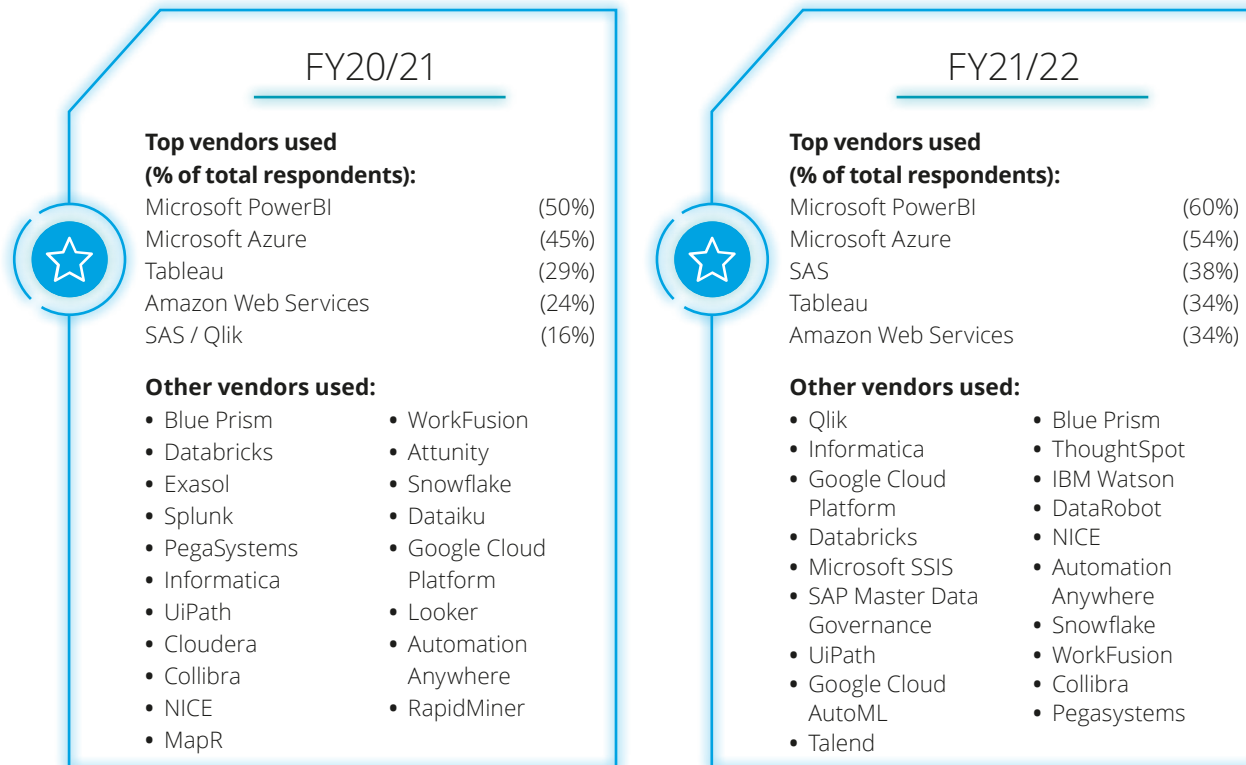 FY20/21
Top vendors used
(% of total respondents):
Microsoft PowerBI (50%)
Microsoft Azure (45%)
Tableau (29%)
Amazon Web Services (24%)
SAS / Qlik (16%)
Other vendors used:
• Blue Prism
• Databricks
• Exasol
• Splunk
• PegaSystems
• Informatica
• UiPath
• Cloudera
• Collibra
• NICE
• MapR
• WorkFusion
• Attunity
• Snowflake
• Dataiku
• Google Cloud
Platform
• Looker
• Automation
Anywhere
• RapidMiner
FY21/22
Top vendors used
(% of total respondents):
Microsoft PowerBI (60%)
Microsoft Azure (54%)
SAS (38%)
Tableau (34%)
Amazon Web Services (34%)
Other vendors used:
• Qlik
• Informatica
• Google Cloud
Platform
• Databricks
• Microsoft SSIS
• SAP Master Data
Governance
• UiPath
• Google Cloud
AutoML
• Talend
• Blue Prism
• ThoughtSpot
• IBM Watson
• DataRobot
• NICE
• Automation
Anywhere
• Snowflake
• WorkFusion
• Collibra
• Pegasystems